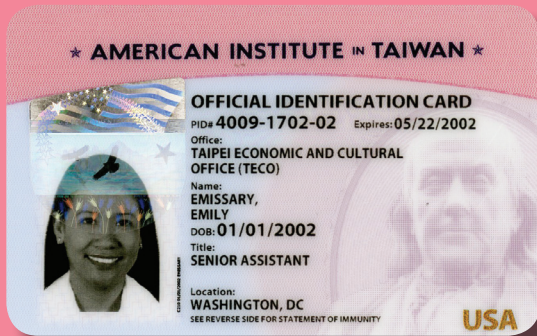 ★ AMERICAN INSTITUTE IN TAIWAN ★
OFFICIAL IDENTIFICATION CARD
PID# 4009-1702-02 Expires: 05/22/2002
Office:
TAIPEI ECONOMIC AND CULTURAL
OFFICE (TECO)
Name:
EMISSARY,
EMILY
DOB: 01/01/2002
Title:
SENIOR ASSISTANT
Location:
WASHINGTON, DC
SEE REVERSE SIDE FOR STATEMENT OF IMMUNITY
USA